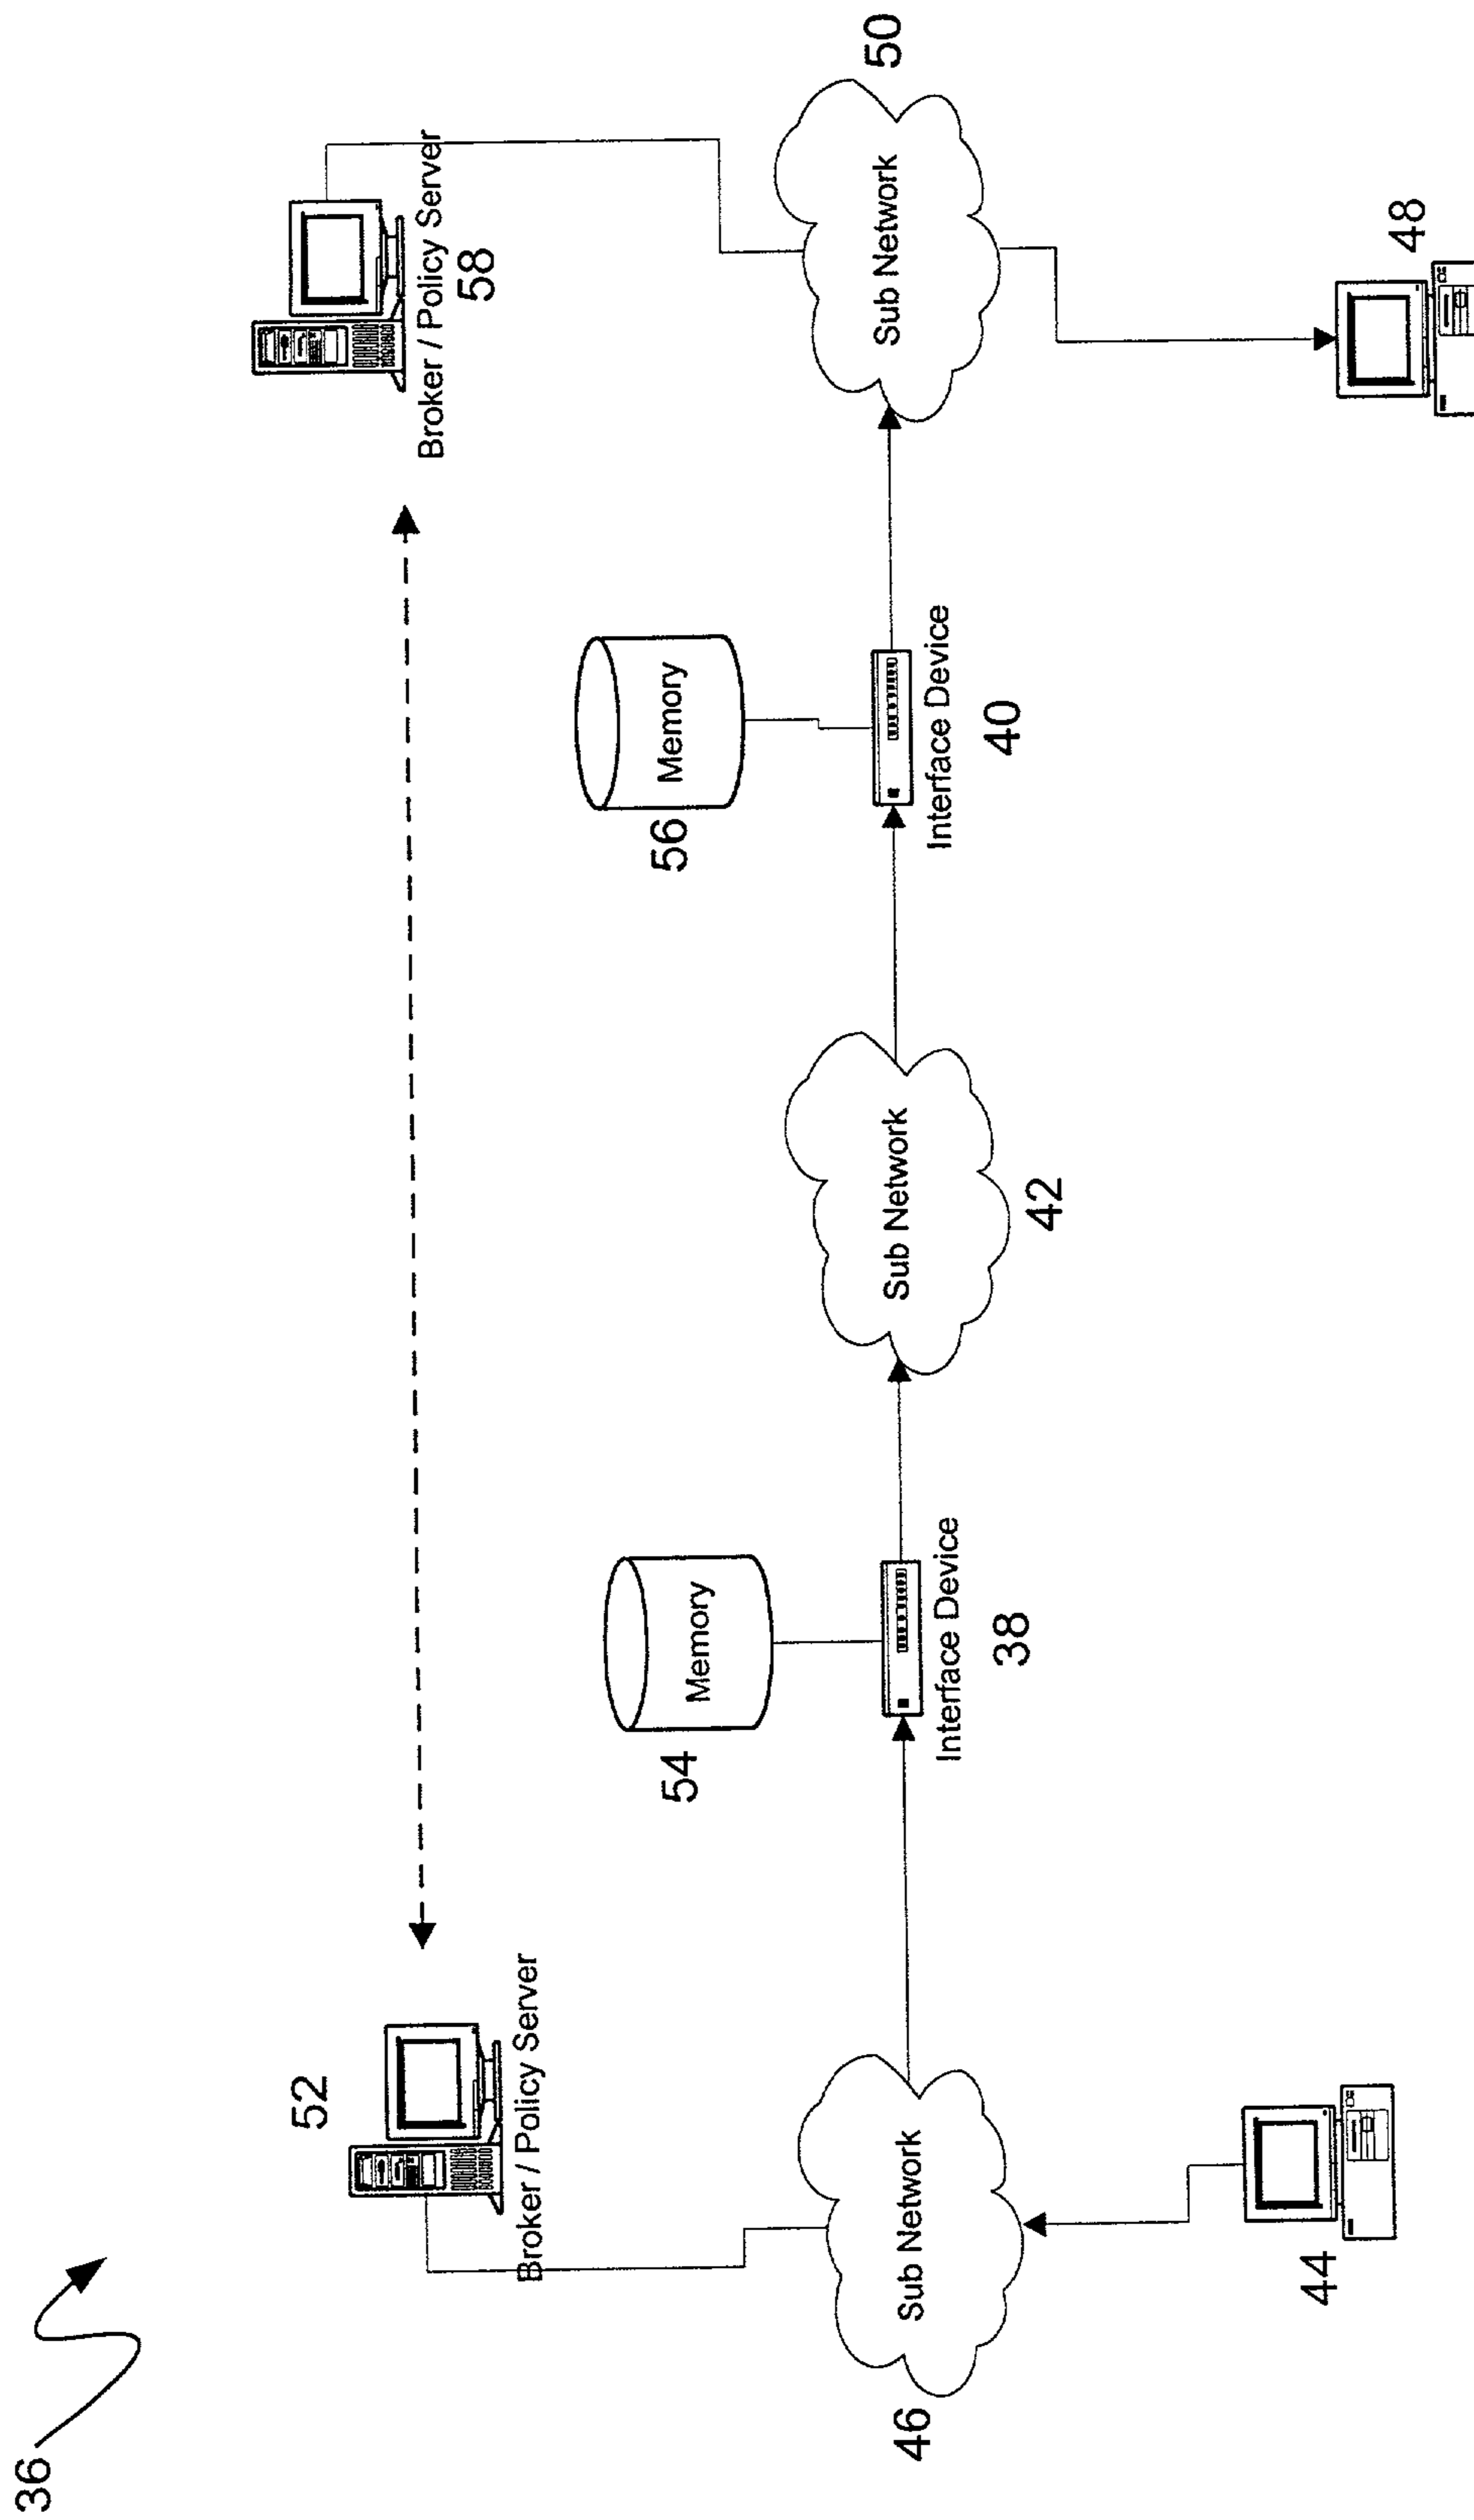 36
52
Broker / Policy Server
Broker / Policy Server
58
54
Memory
56
Memory
46
Sub Network
Interface Device
38
Sub Network
42
Interface Device
40
Sub Network
50
44
48